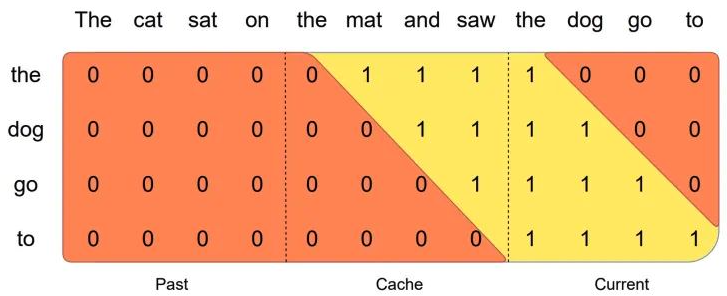 The cat sat on the mat and saw the dog go to
the 0 0 0 0 0 1 1 1 1 0 0 0
dog 0 0 0 0 0 0 1 1 1 1 0 0
go 0 0 0 0 0 0 0 1 1 1 1 0
to 0 0 0 0 0 0 0 0 1 1 1 1
Past Cache Current